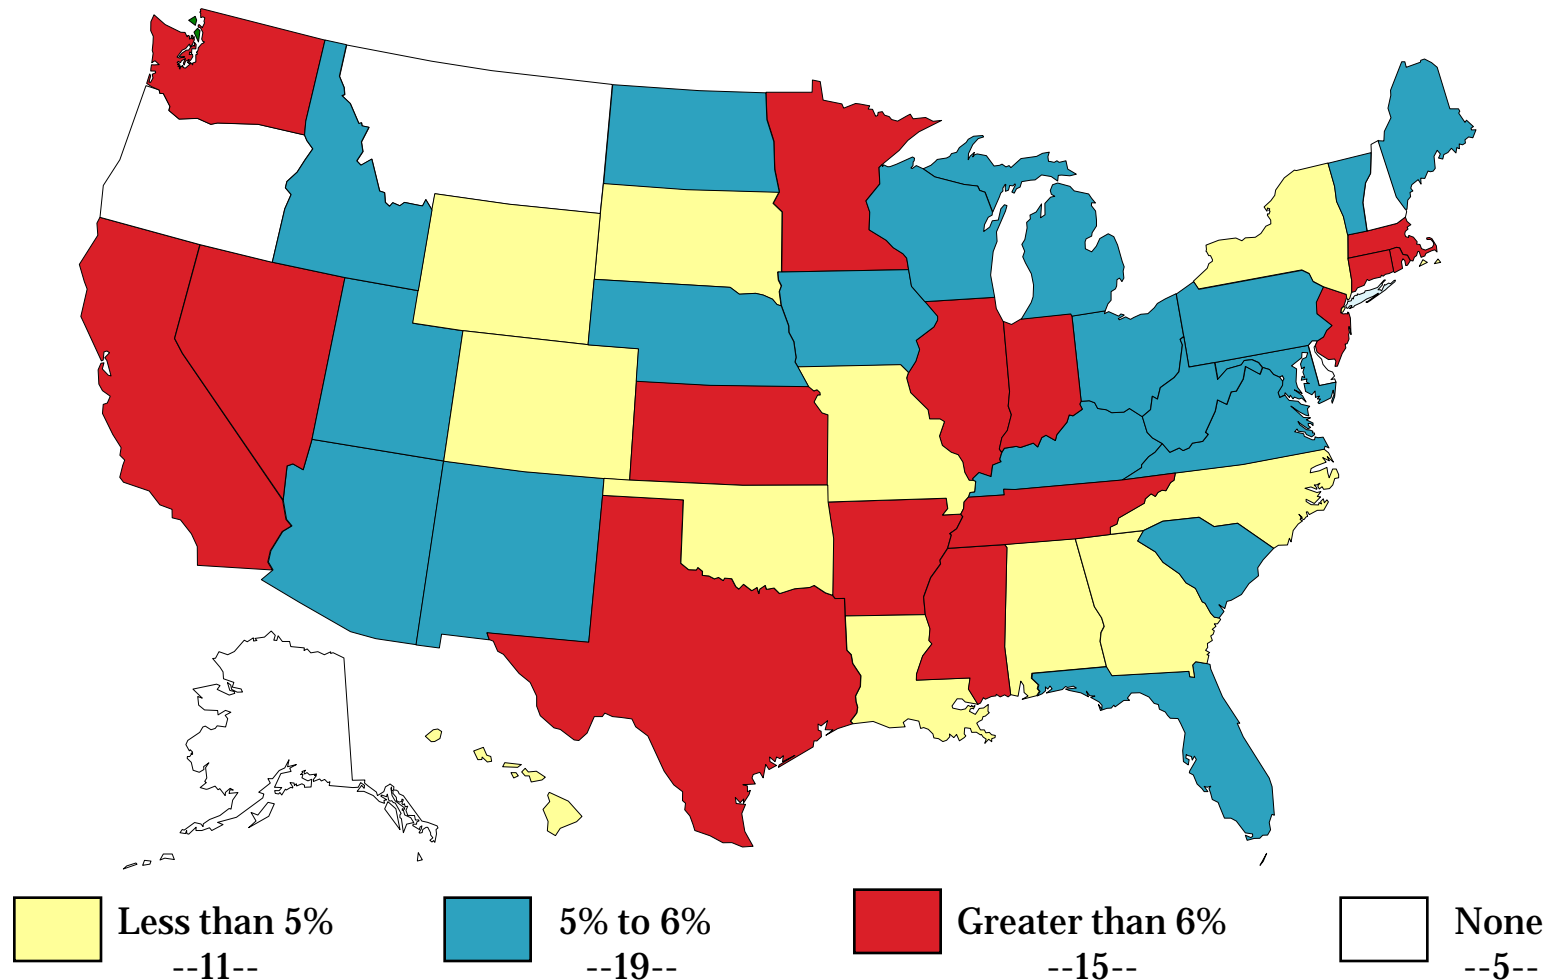 Less than 5%
--11--
5% to 6%
--19--
Greater than 6%
--15--
None
--5--